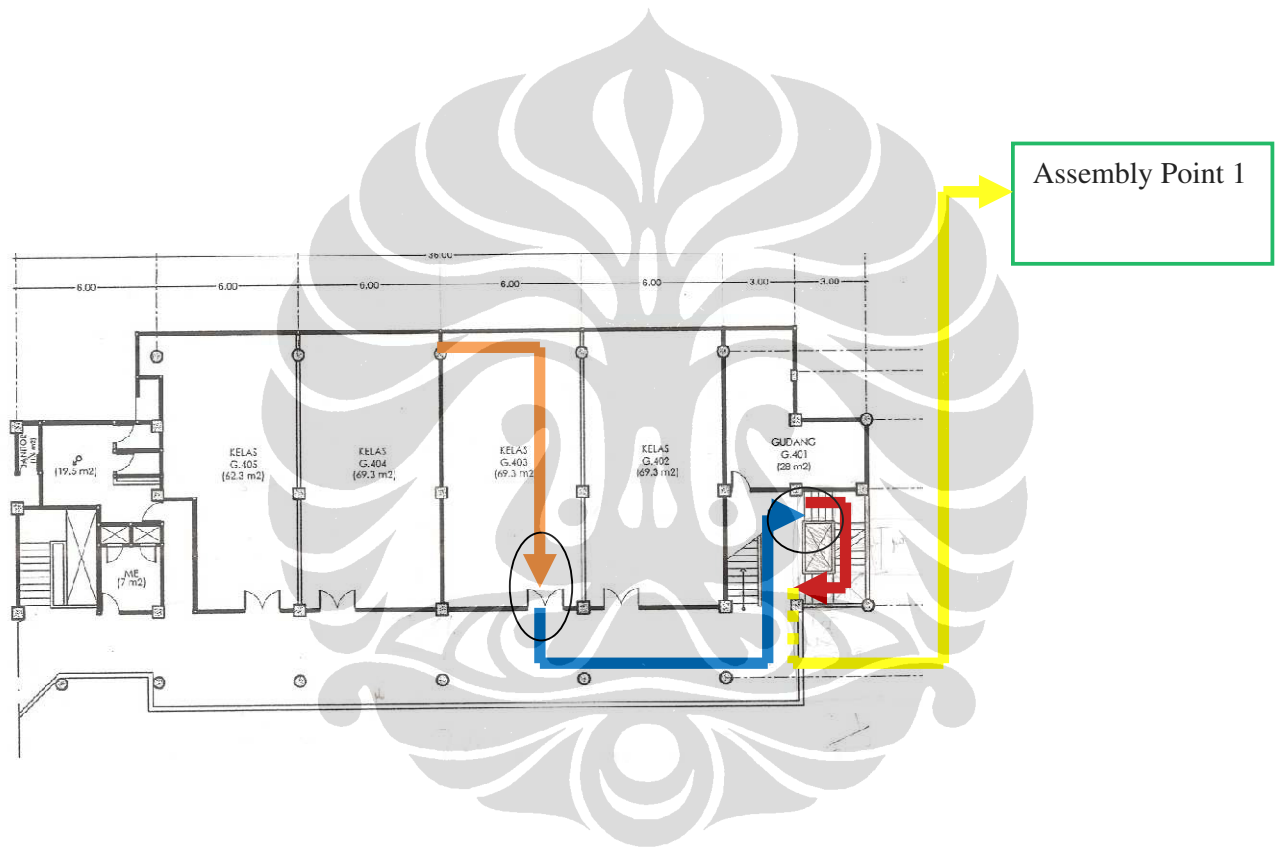 Assembly Point 1
36.00
6.00 6.00 6.00 6.00 6.00 3.00 3.00
KELAS
G.405
(62.3 m2)
KELAS
G.404
(69.3 m2)
KELAS
G.403
(69.3 m2)
KELAS
G.402
(69.3 m2)
GUDANG
G.401
(28 m2)
(19.5 m2)
ME
(7 m2)